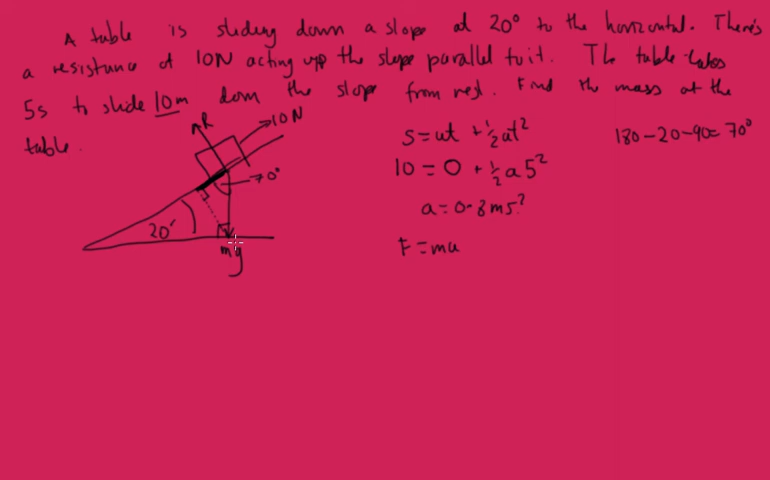 A table is sliding down a slope at 20° to the horizontal. There's
a resistance of 10N acting up the slope parallel to it. The table takes
5s to slide 10m down the slope from rest. Find the mass of the
table.
R
10N
70°
20°
mg
s = ut + ½at²
10 = 0 + ½a5²
a = 0.8ms⁻²
F = ma
180-20-90=70°